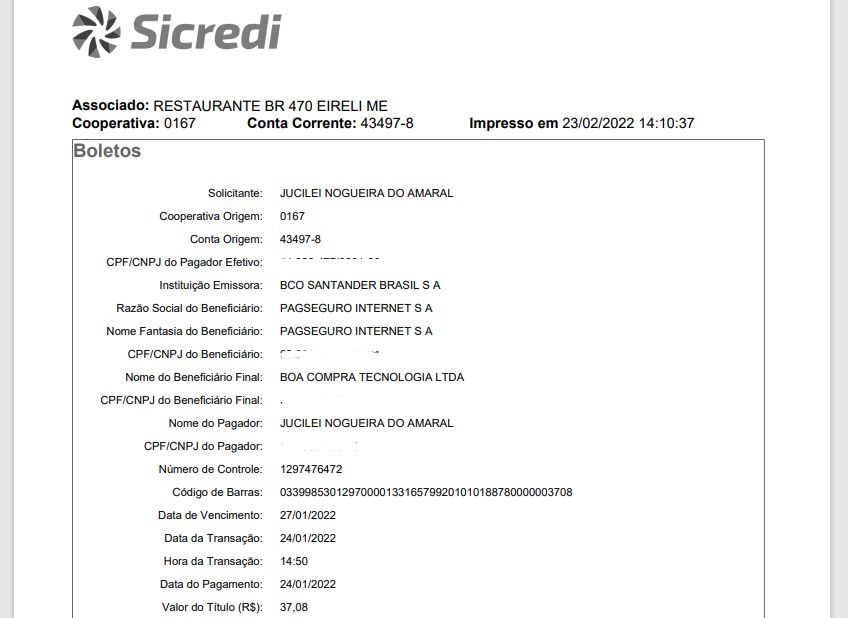 Sicredi
Associado: RESTAURANTE BR 470 EIRELI ME
Cooperativa: 0167 Conta Corrente: 43497-8 Impresso em 23/02/2022 14:10:37
Boletos
Solicitante: JUCILEI NOGUEIRA DO AMARAL
Cooperativa Origem: 0167
Conta Origem: 43497-8
CPF/CNPJ do Pagador Efetivo:
Instituição Emissora: BCO SANTANDER BRASIL S A
Razão Social do Beneficiário: PAGSEGURO INTERNET S A
Nome Fantasia do Beneficiário: PAGSEGURO INTERNET S A
CPF/CNPJ do Beneficiário:
Nome do Beneficiário Final: BOA COMPRA TECNOLOGIA LTDA
CPF/CNPJ do Beneficiário Final:
Nome do Pagador: JUCILEI NOGUEIRA DO AMARAL
CPF/CNPJ do Pagador:
Número de Controle: 1297476472
Código de Barras: 03399853012970000133165799201010188780000003708
Data de Vencimento: 27/01/2022
Data da Transação: 24/01/2022
Hora da Transação: 14:50
Data do Pagamento: 24/01/2022
Valor do Título (R$): 37,08